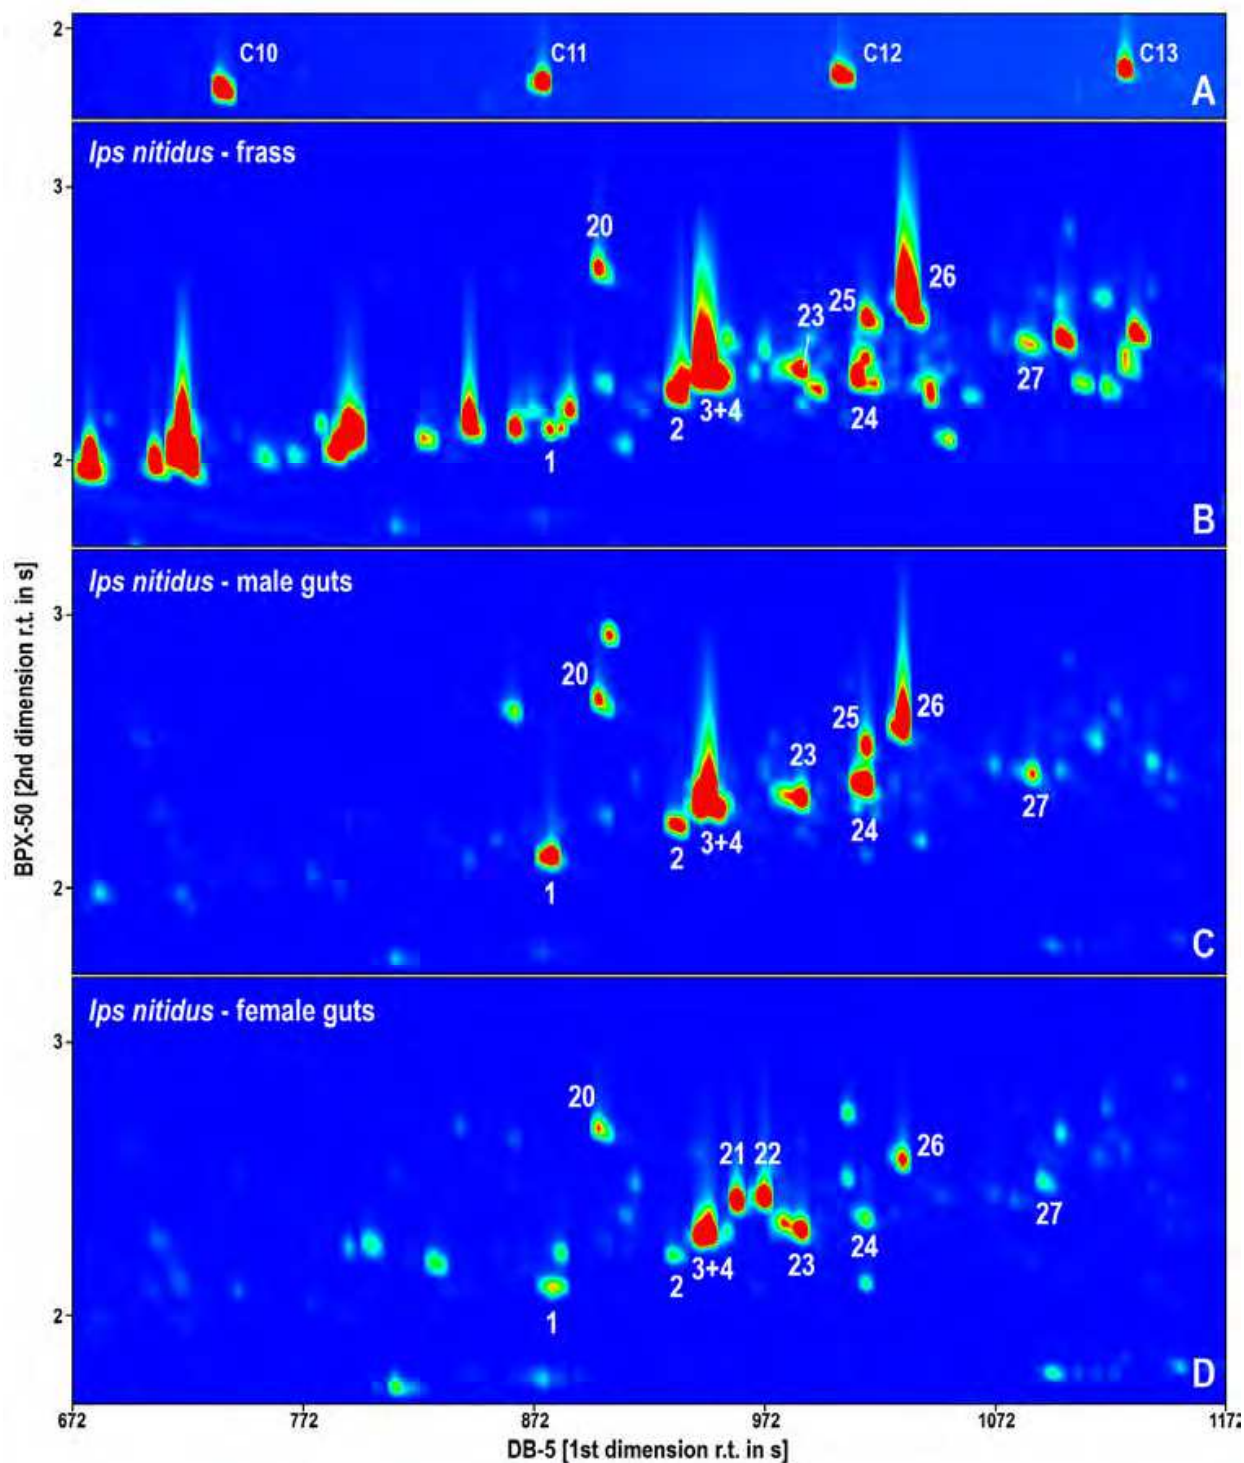 2
C10 C11 C12 C13
A
Ips nitidus - frass
3
20
25 26
23
27
2 3+4 24
1
2
B
Ips nitidus - male guts
3
20
25 26
23
27
2 3+4 24
1
2
C
BPX-50 [2nd dimension r.t. in s]
Ips nitidus - female guts
3
20
21 22 26
27
2 3+4 23 24
1
2
D
672 772 872 972 1072 1172
DB-5 [1st dimension r.t. in s]